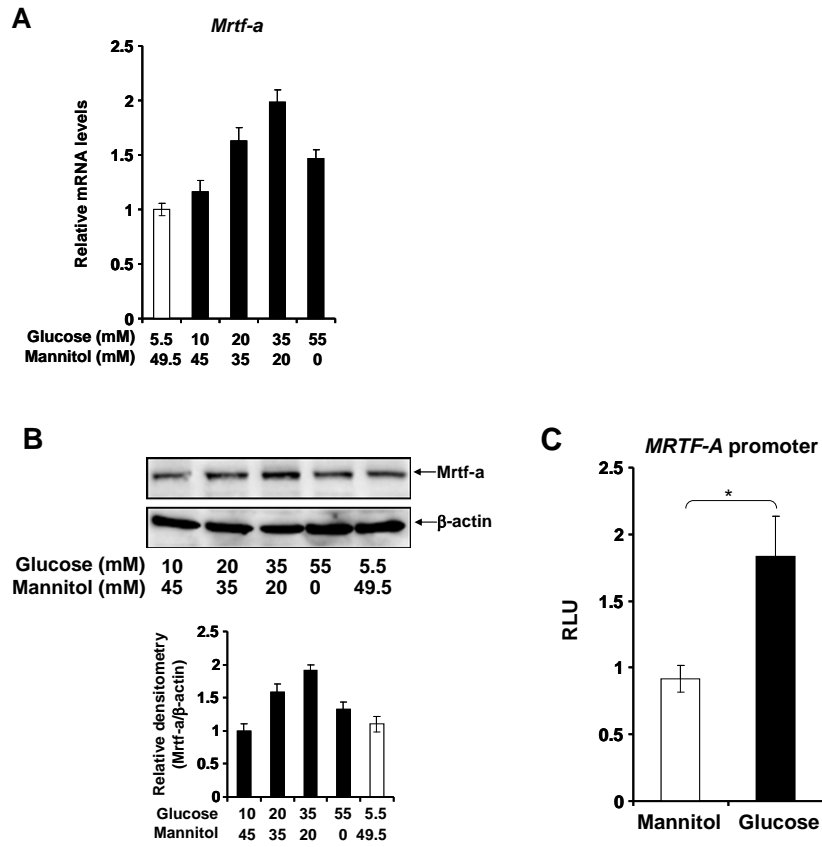 A
Mrtf-a
Relative mRNA levels
2.5
2
1.5
1
0.5
0
Glucose (mM) 5.5 10 20 35 55
Mannitol (mM) 49.5 45 35 20 0
B
Mrtf-a
β-actin
Glucose (mM) 10 20 35 55 5.5
Mannitol (mM) 45 35 20 0 49.5
Relative densitometry
(Mrtf-a/β-actin)
2.5
2
1.5
1
0.5
0
Glucose 10 20 35 55 5.5
Mannitol 45 35 20 0 49.5
C
MRTF-A promoter
RLU
2.5
2
1.5
1
0.5
0
*
Mannitol Glucose